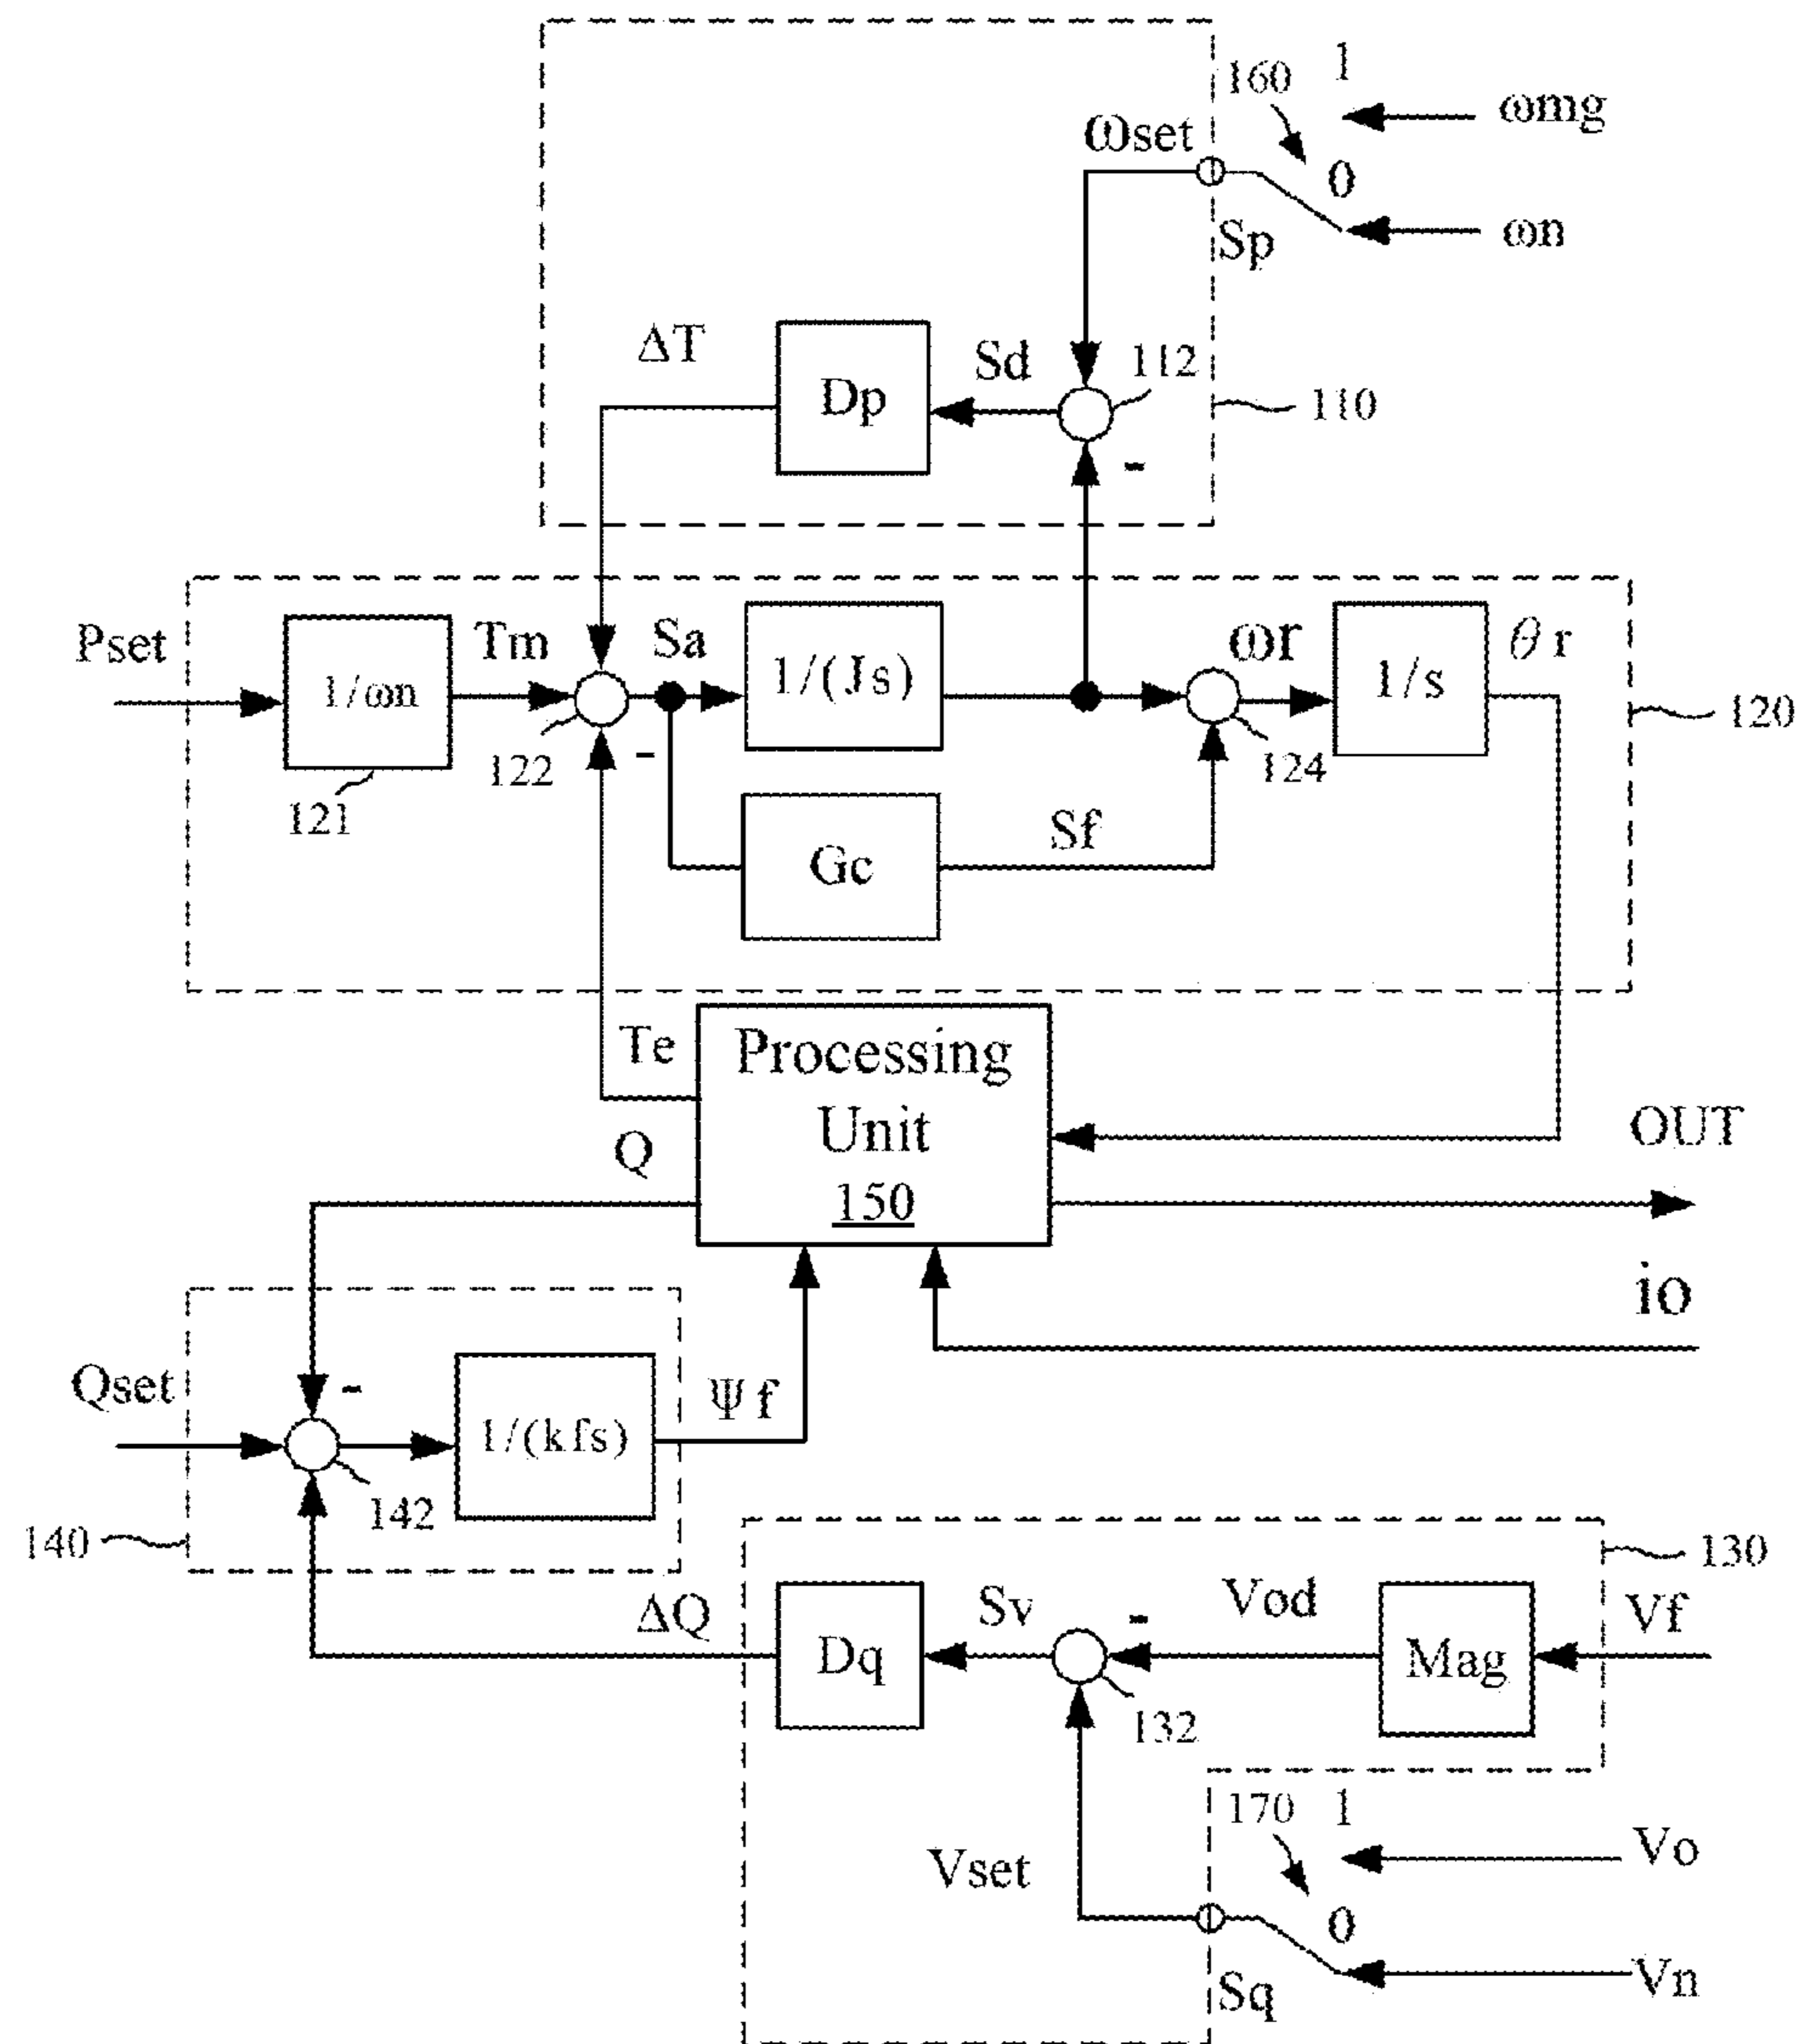 1
160
ωmg
ωset
0
Sp
ωn
ΔT
Sd
112
Dp
110
-
Pset
Tm
Sa
1/(Js)
ωr
1/s
θr
1/ωn
120
122
-
124
121
Sf
Gc
Te
Processing
Unit
150
Q
OUT
io
Qset
-
Ψf
1/(kfs)
142
140
130
ΔQ
Sv
-
Vod
Vf
Dq
Mag
132
170
1
Vo
Vset
0
Sq
Vn